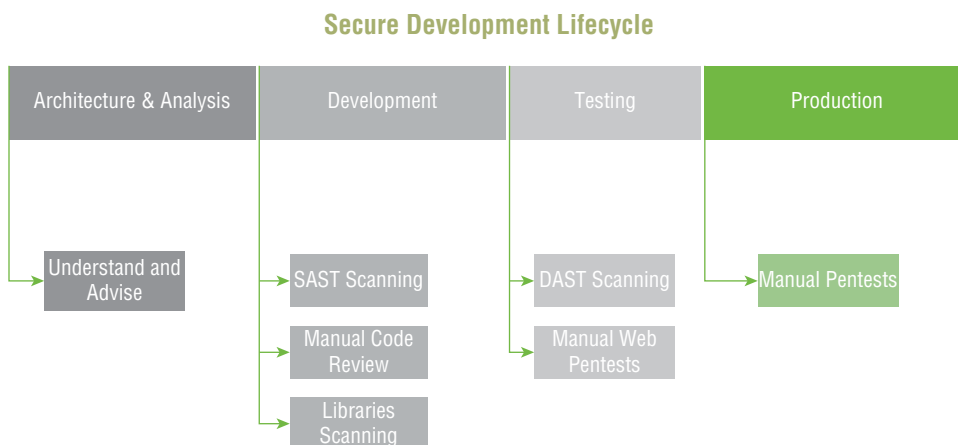 Secure Development Lifecycle
Architecture & Analysis
Development
Testing
Production
Understand and
Advise
SAST Scanning
Manual Code
Review
Libraries
Scanning
DAST Scanning
Manual Web
Pentests
Manual Pentests